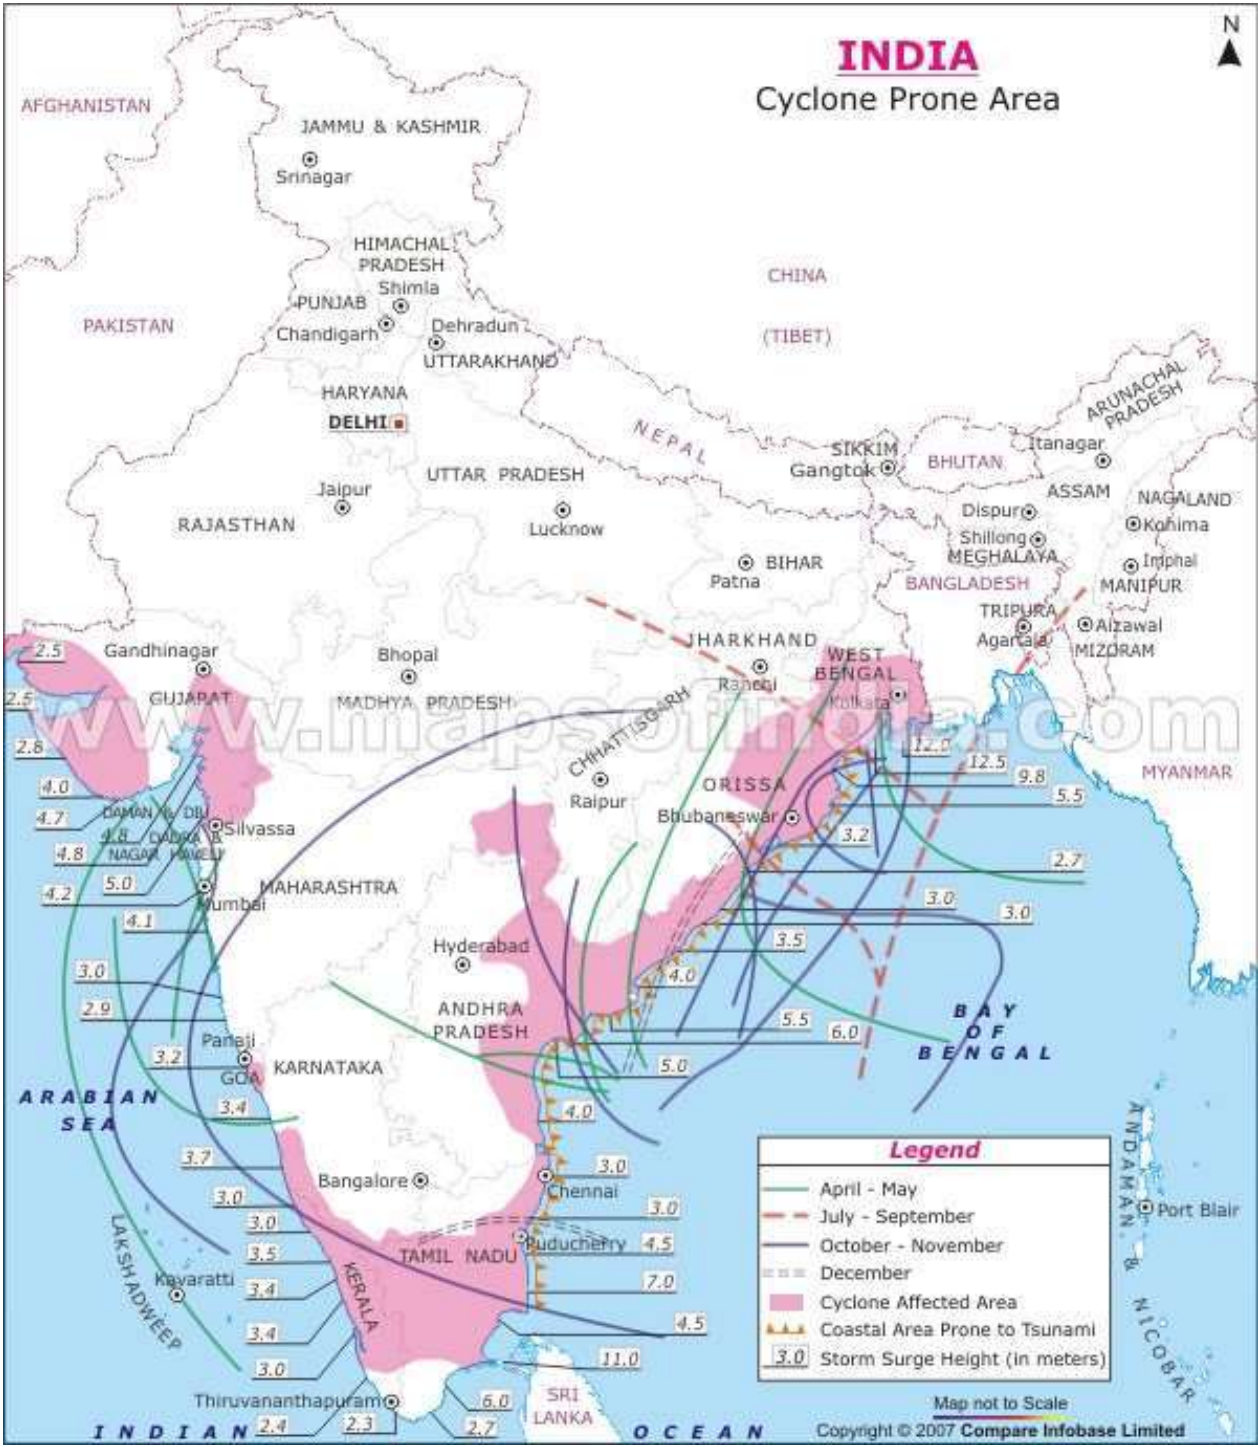 INDIA
Cyclone Prone Area
N
AFGHANISTAN
JAMMU & KASHMIR
Srinagar
HIMACHAL
PRADESH
Shimla
PUNJAB
Chandigarh
Dehradun
UTTARAKHAND
PAKISTAN
CHINA
(TIBET)
HARYANA
DELHI
NEPAL
SIKKIM
Gangtok
BHUTAN
ARUNACHAL
PRADESH
Itanagar
UTTAR PRADESH
Jaipur
RAJASTHAN
Lucknow
ASSAM
NAGALAND
Dispur
Kohima
Shillong
MEGHALAYA
Imphal
MANIPUR
BIHAR
Patna
BANGLADESH
TRIPURA
Agartala
Aizawal
MIZORAM
JHARKHAND
Ranchi
WEST
BENGAL
Kolkata
2.5
Gandhinagar
GUJARAT
Bhopal
MADHYA PRADESH
CHHATTISGARH
Raipur
ORISSA
Bhubaneswar
MYANMAR
www.mapsofindia.com
2.5
2.8
4.0
4.7
DAMAN & DIU
4.8
DADRA &
NAGAR HAVELI
Silvassa
4.8
5.0
4.2
Mumbai
MAHARASHTRA
4.1
12.0
12.5
9.8
5.5
3.2
2.7
3.0
3.0
3.5
4.0
5.5
6.0
5.0
Hyderabad
ANDHRA
PRADESH
3.0
2.9
Panaji
3.2
GOA
KARNATAKA
BAY
OF
BENGAL
ARABIAN
SEA
3.4
4.0
3.7
Bangalore
3.0
Chennai
3.0
3.0
3.0
TAMIL NADU
Puducherry
4.5
3.5
7.0
LAKSHADWEEP
Kavaratti
3.4
KERALA
3.4
4.5
3.0
11.0
Thiruvananthapuram
6.0
2.4
2.3
2.7
SRI
LANKA
INDIAN OCEAN
ANDAMAN & NICOBAR
Port Blair
Legend
April - May
July - September
October - November
December
Cyclone Affected Area
Coastal Area Prone to Tsunami
3.0 Storm Surge Height (in meters)
Map not to Scale
Copyright © 2007 Compare Infobase Limited